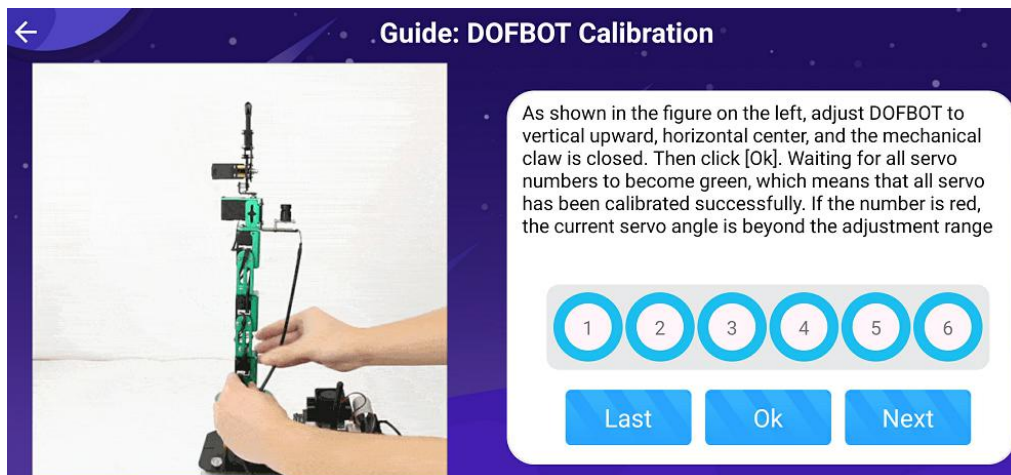 Guide: DOFBOT Calibration
As shown in the figure on the left, adjust DOFBOT to
vertical upward, horizontal center, and the mechanical
claw is closed. Then click [Ok]. Waiting for all servo
numbers to become green, which means that all servo
has been calibrated successfully. If the number is red,
the current servo angle is beyond the adjustment range
1 2 3 4 5 6
Last Ok Next